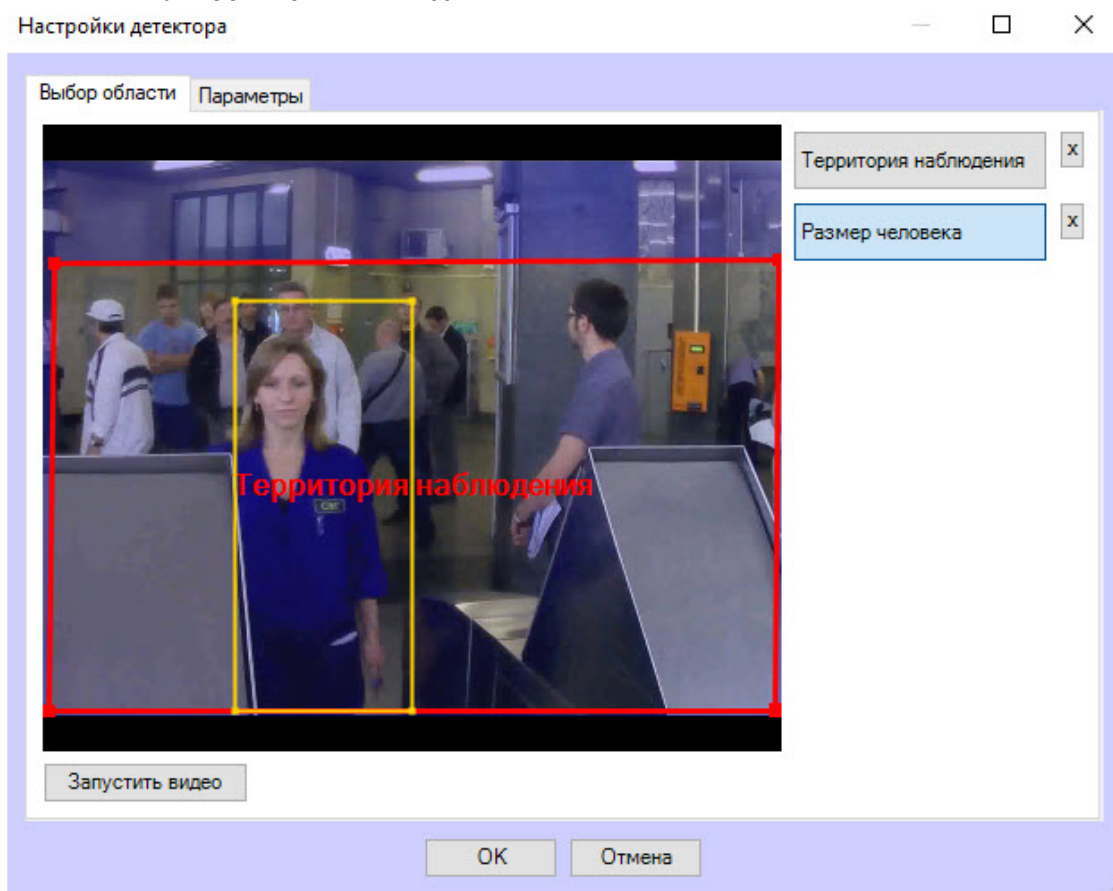 Настройки детектора
Выбор области
Параметры
Территория наблюдения
x
Размер человека
x
Территория наблюдения
Запустить видео
OK
Отмена